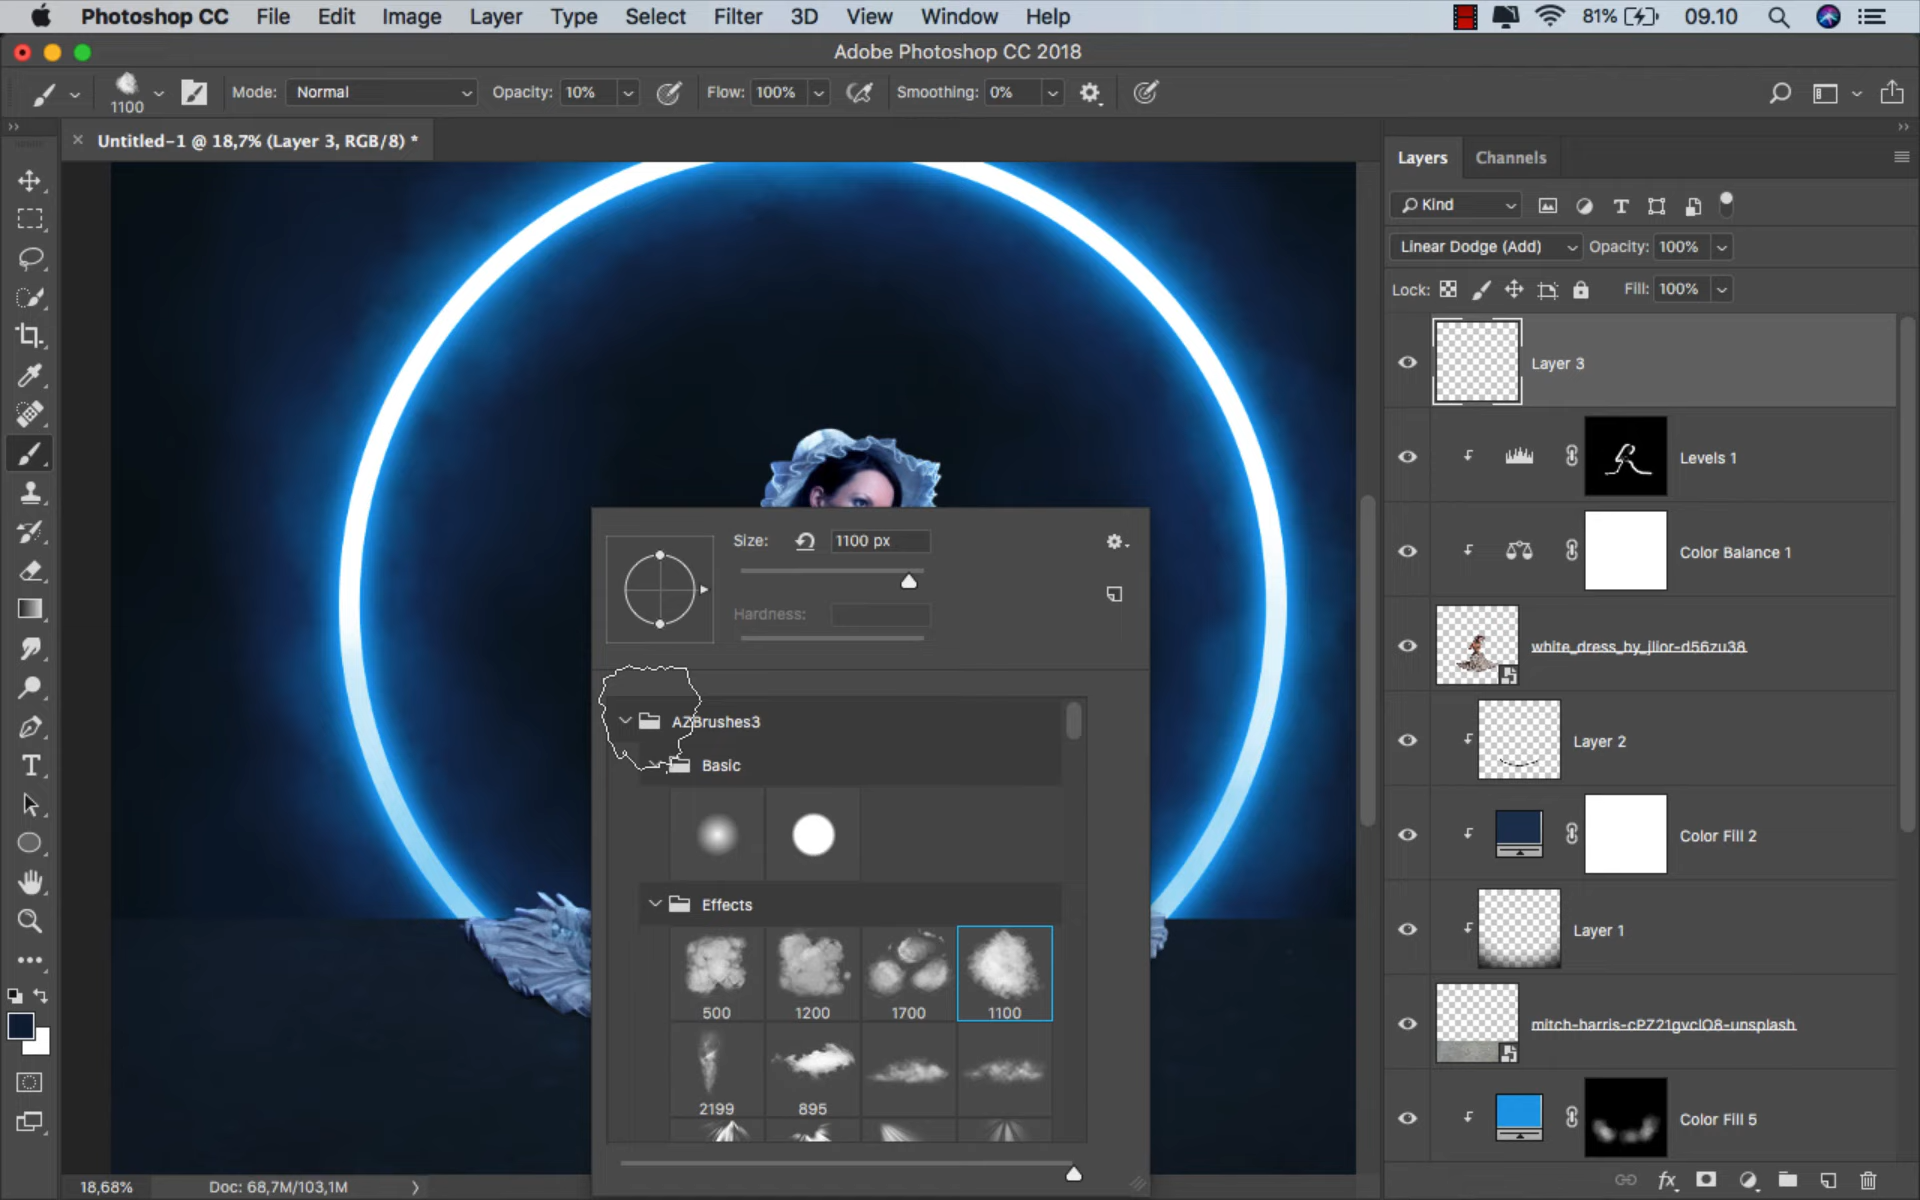 Photoshop CC File Edit Image Layer Type Select Filter 3D View Window Help 81% 09.10
Adobe Photoshop CC 2018
1100 Mode: Normal Opacity: 10% Flow: 100% Smoothing: 0%
Untitled-1 @ 18,7% (Layer 3, RGB/8) *
Layers Channels
Kind
Linear Dodge (Add) Opacity: 100%
Lock: Fill: 100%
Layer 3
Levels 1
Color Balance 1
white_dress_by_jlior-d56zu38
Layer 2
Color Fill 2
Layer 1
mitch-harris-cPZ21gvclQ8-unsplash
Color Fill 5
Size: 1100 px
Hardness:
AZBrushes3
Basic
Effects
500 1200 1700 1100
2199 895
18,68% Doc: 68,7M/103,1M